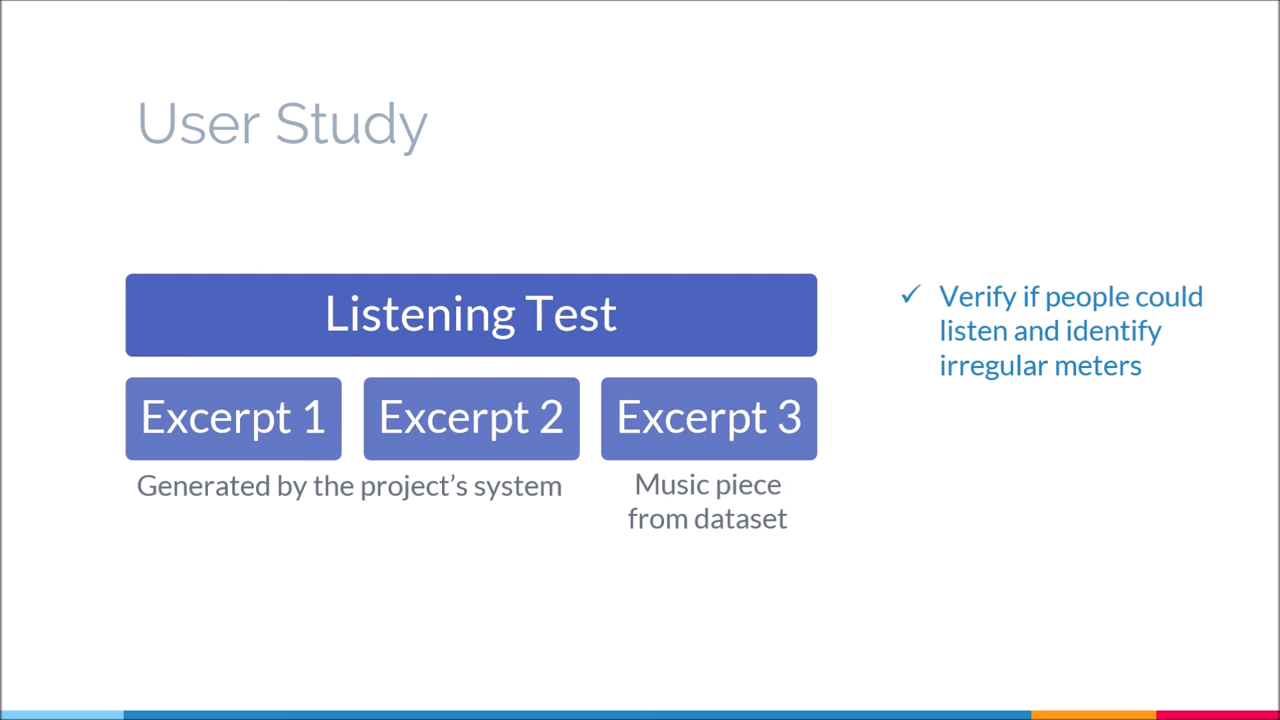 User Study
Listening Test
Excerpt 1
Excerpt 2
Excerpt 3
Generated by the project’s system
Music piece
from dataset
✓ Verify if people could
listen and identify
irregular meters